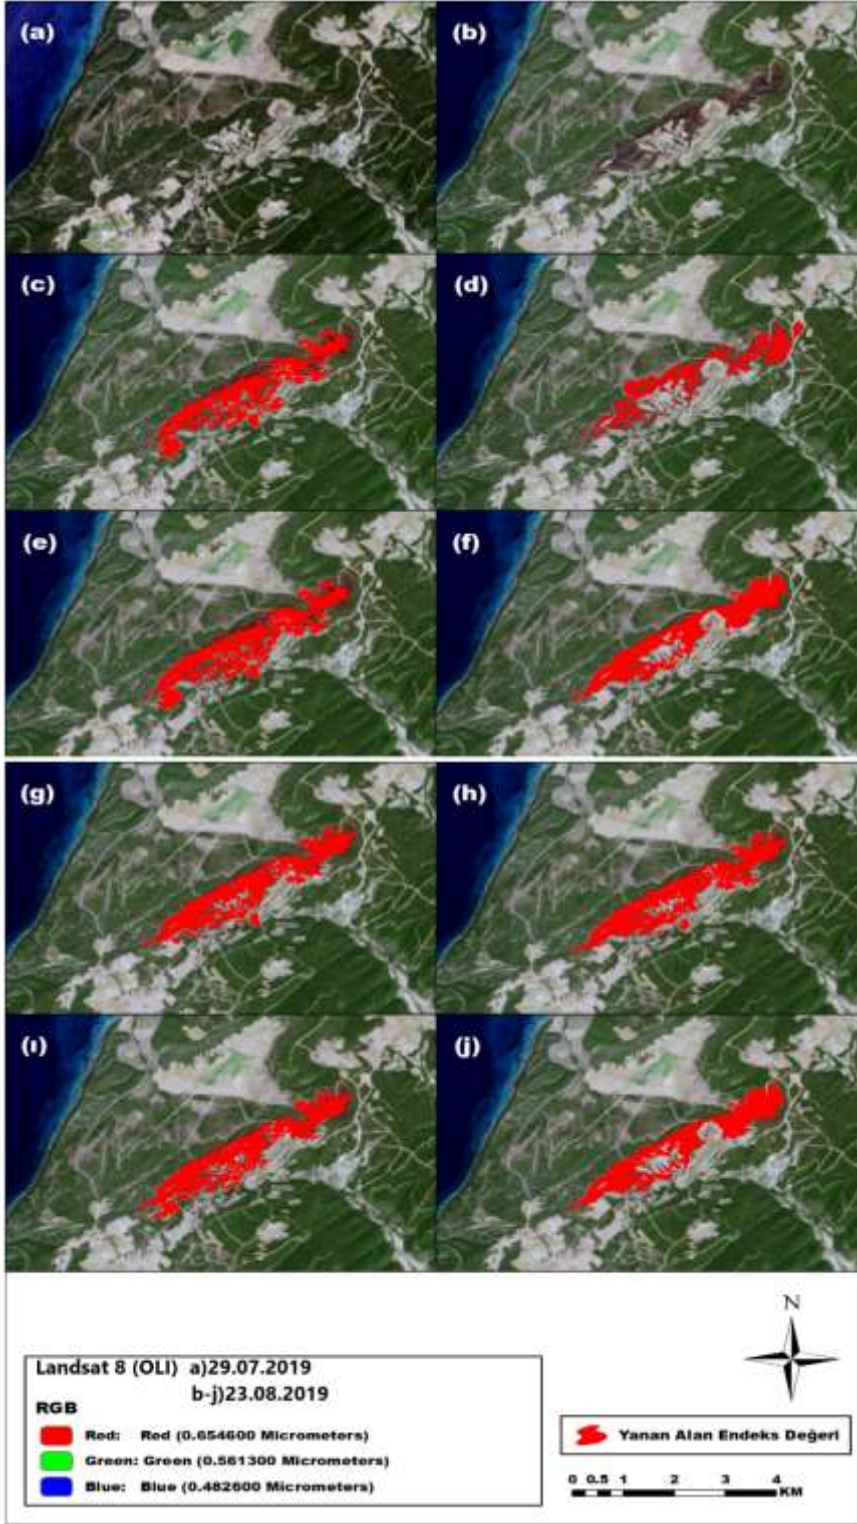 (a)
(b)
(c)
(d)
(e)
(f)
(g)
(h)
(ı)
(j)
Landsat 8 (OLI) a)29.07.2019
b-j)23.08.2019
RGB
Red: Red (0.654600 Micrometers)
Green: Green (0.561300 Micrometers)
Blue: Blue (0.482600 Micrometers)
N
Yanan Alan Endeks Değeri
0 0.5 1 2 3 4
KM